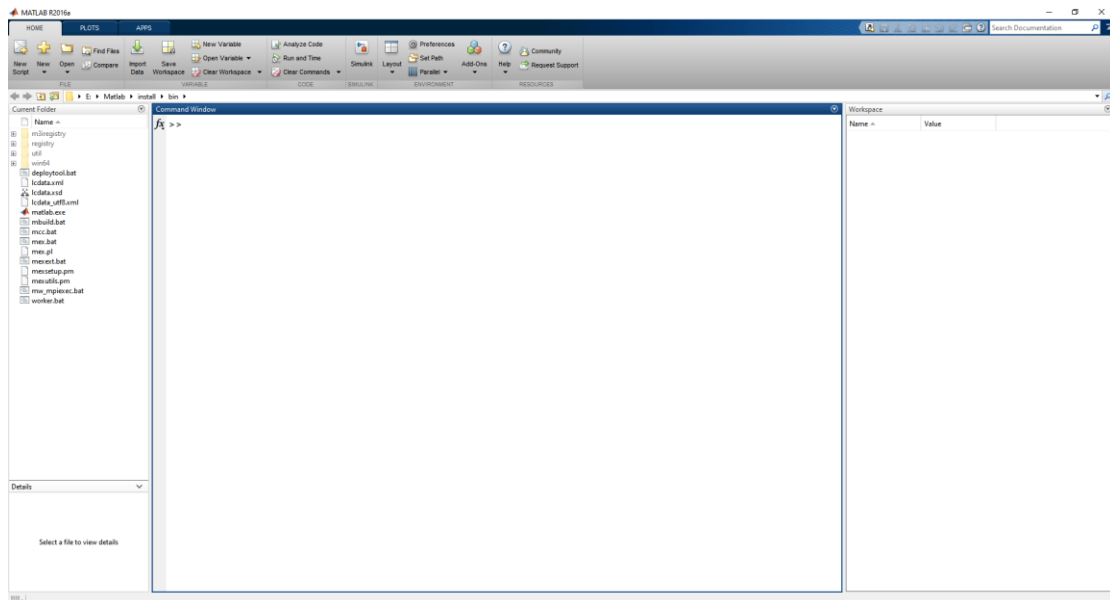 MATLAB R2016a
HOME PLOTS APPS
Search Documentation
New Script
New
Open
Find Files
Compare
Import Data
Save Workspace
New Variable
Open Variable
Clear Workspace
Analyze Code
Run and Time
Clear Commands
Simulink
Layout
Preferences
Set Path
Parallel
Add-Ons
Help
Community
Request Support
FILE VARIABLE CODE SIMULINK ENVIRONMENT RESOURCES
E: Matlab install bin
Current Folder
Name
m3iregistry
registry
util
win64
deploytool.bat
lcdata.xml
lcdata.xsd
lcdata_utf8.xml
matlab.exe
mbuild.bat
mcc.bat
mex.bat
mex.pl
mexext.bat
mexsetup.pm
mexutils.pm
mw_mpiexec.bat
worker.bat
Details
Select a file to view details
Command Window
fx >>
Workspace
Name Value